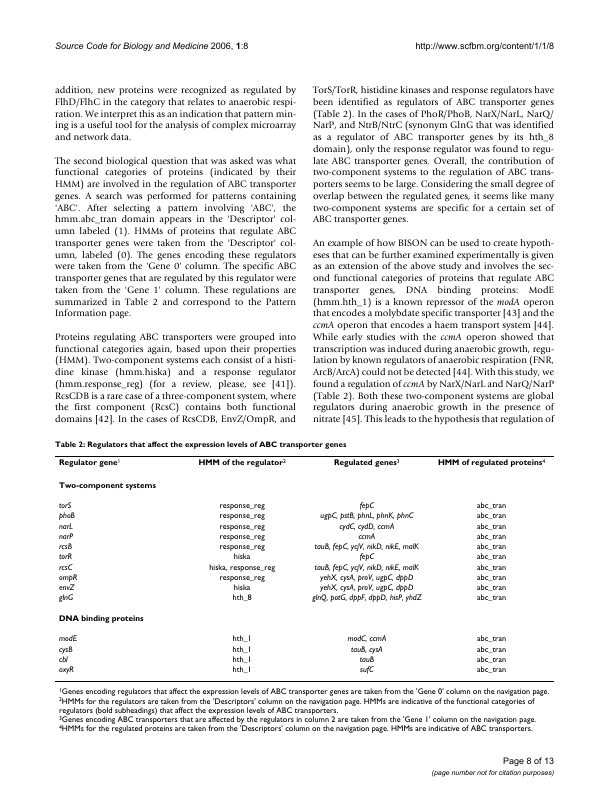 Source Code for Biology and Medicine 2006, 1:8
http://www.scfbm.org/content/1/1/8
addition, new proteins were recognized as regulated by
FlhD/FlhC in the category that relates to anaerobic respi-
ration. We interpret this as an indication that pattern min-
ing is a useful tool for the analysis of complex microarray
and network data.
The second biological question that was asked was what
functional categories of proteins (indicated by their
HMM) are involved in the regulation of ABC transporter
genes. A search was performed for patterns containing
'ABC'. After selecting a pattern involving 'ABC', the
hmm.abc_tran domain appears in the 'Descriptor' col-
umn labeled (1). HMMs of proteins that regulate ABC
transporter genes were taken from the 'Descriptor' col-
umn, labeled (0). The genes encoding these regulators
were taken from the 'Gene 0' column. The specific ABC
transporter genes that are regulated by this regulator were
taken from the 'Gene 1' column. These regulations are
summarized in Table 2 and correspond to the Pattern
Information page.
Proteins regulating ABC transporters were grouped into
functional categories again, based upon their properties
(HMM). Two-component systems each consist of a histi-
dine kinase (hmm.hiska) and a response regulator
(hmm.response_reg) (for a review, please, see [41]).
RcsCDB is a rare case of a three-component system, where
the first component (RcsC) contains both functional
domains [42]. In the cases of RcsCDB, EnvZ/OmpR, and
TorS/TorR, histidine kinases and response regulators have
been identified as regulators of ABC transporter genes
(Table 2). In the cases of PhoR/PhoB, NarX/NarL, NarQ/
NarP, and NtrB/NtrC (synonym GlnG that was identified
as a regulator of ABC transporter genes by its hth_8
domain), only the response regulator was found to regu-
late ABC transporter genes. Overall, the contribution of
two-component systems to the regulation of ABC trans-
porters seems to be large. Considering the small degree of
overlap between the regulated genes, it seems like many
two-component systems are specific for a certain set of
ABC transporter genes.
An example of how BISON can be used to create hypoth-
eses that can be further examined experimentally is given
as an extension of the above study and involves the sec-
ond functional categories of proteins that regulate ABC
transporter genes, DNA binding proteins: ModE
(hmm.hth_1) is a known repressor of the modA operon
that encodes a molybdate specific transporter [43] and the
ccmA operon that encodes a haem transport system [44].
While early studies with the ccmA operon showed that
transcription was induced during anaerobic growth, regu-
lation by known regulators of anaerobic respiration (FNR,
ArcB/ArcA) could not be detected [44]. With this study, we
found a regulation of ccmA by NarX/NarL and NarQ/NarP
(Table 2). Both these two-component systems are global
regulators during anaerobic growth in the presence of
nitrate [45]. This leads to the hypothesis that regulation of
Table 2: Regulators that affect the expression levels of ABC transporter genes
Regulator gene1 HMM of the regulator2 Regulated genes3 HMM of regulated proteins4
Two-component systems
torS response_reg fepC abc_tran
phoB response_reg ugpC, pstB, phnL, phnK, phnC abc_tran
narL response_reg cydC, cydD, ccmA abc_tran
narP response_reg ccmA abc_tran
rcsB response_reg tauB, fepC, ycjV, nikD, nikE, malK abc_tran
torR hiska fepC abc_tran
rcsC hiska, response_reg tauB, fepC, ycjV, nikD, nikE, malK abc_tran
ompR response_reg yehX, cysA, proV, ugpC, dppD abc_tran
envZ hiska yehX, cysA, proV, ugpC, dppD abc_tran
glnG hth_8 glnQ, potG, dppF, dppD, hisP, yhdZ abc_tran
DNA binding proteins
modE hth_1 modC, ccmA abc_tran
cysB hth_1 tauB, cysA abc_tran
cbl hth_1 tauB abc_tran
oxyR hth_1 sufC abc_tran
1Genes encoding regulators that affect the expression levels of ABC transporter genes are taken from the 'Gene 0' column on the navigation page.
2HMMs for the regulators are taken from the 'Descriptors' column on the navigation page. HMMs are indicative of the functional categories of
regulators (bold subheadings) that affect the expression levels of ABC transporters.
3Genes encoding ABC transporters that are affected by the regulators in column 2 are taken from the 'Gene 1' column on the navigation page.
4HMMs for the regulated proteins are taken from the 'Descriptors' column on the navigation page. HMMs are indicative of ABC transporters.
Page 8 of 13
(page number not for citation purposes)